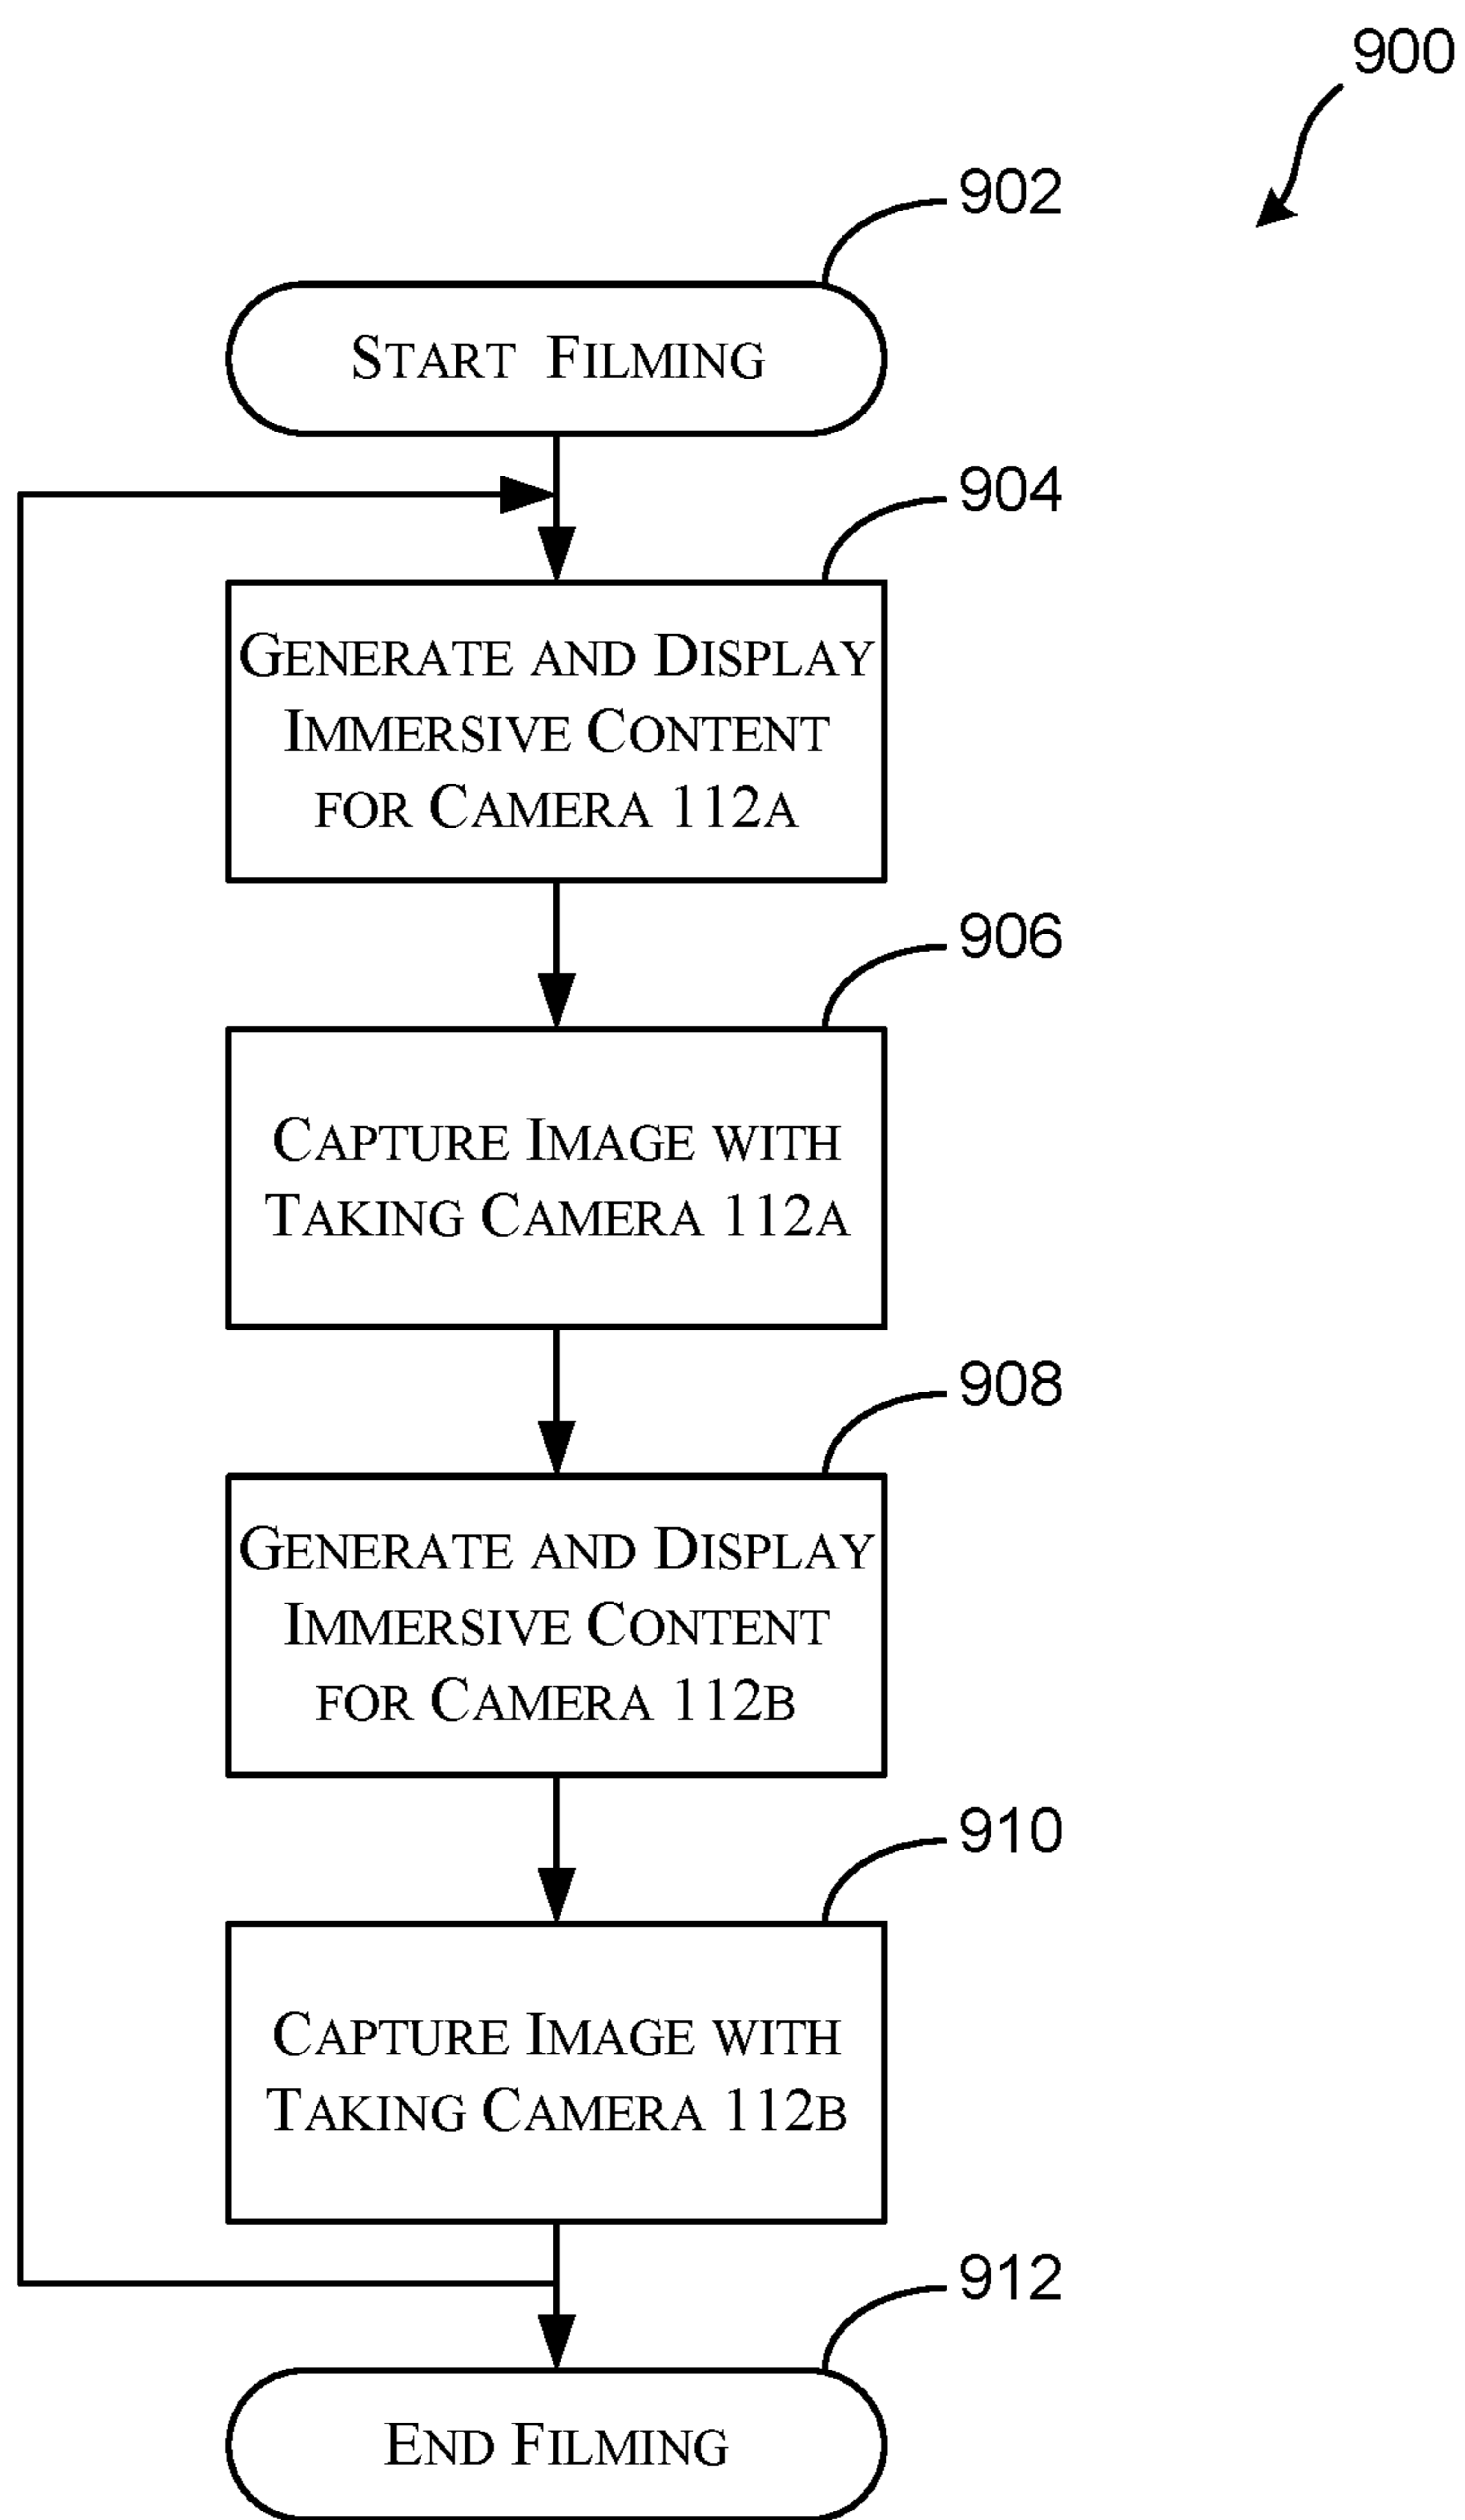 900
902
START FILMING
904
GENERATE AND DISPLAY
IMMERSIVE CONTENT
FOR CAMERA 112A
906
CAPTURE IMAGE WITH
TAKING CAMERA 112A
908
GENERATE AND DISPLAY
IMMERSIVE CONTENT
FOR CAMERA 112B
910
CAPTURE IMAGE WITH
TAKING CAMERA 112B
912
END FILMING